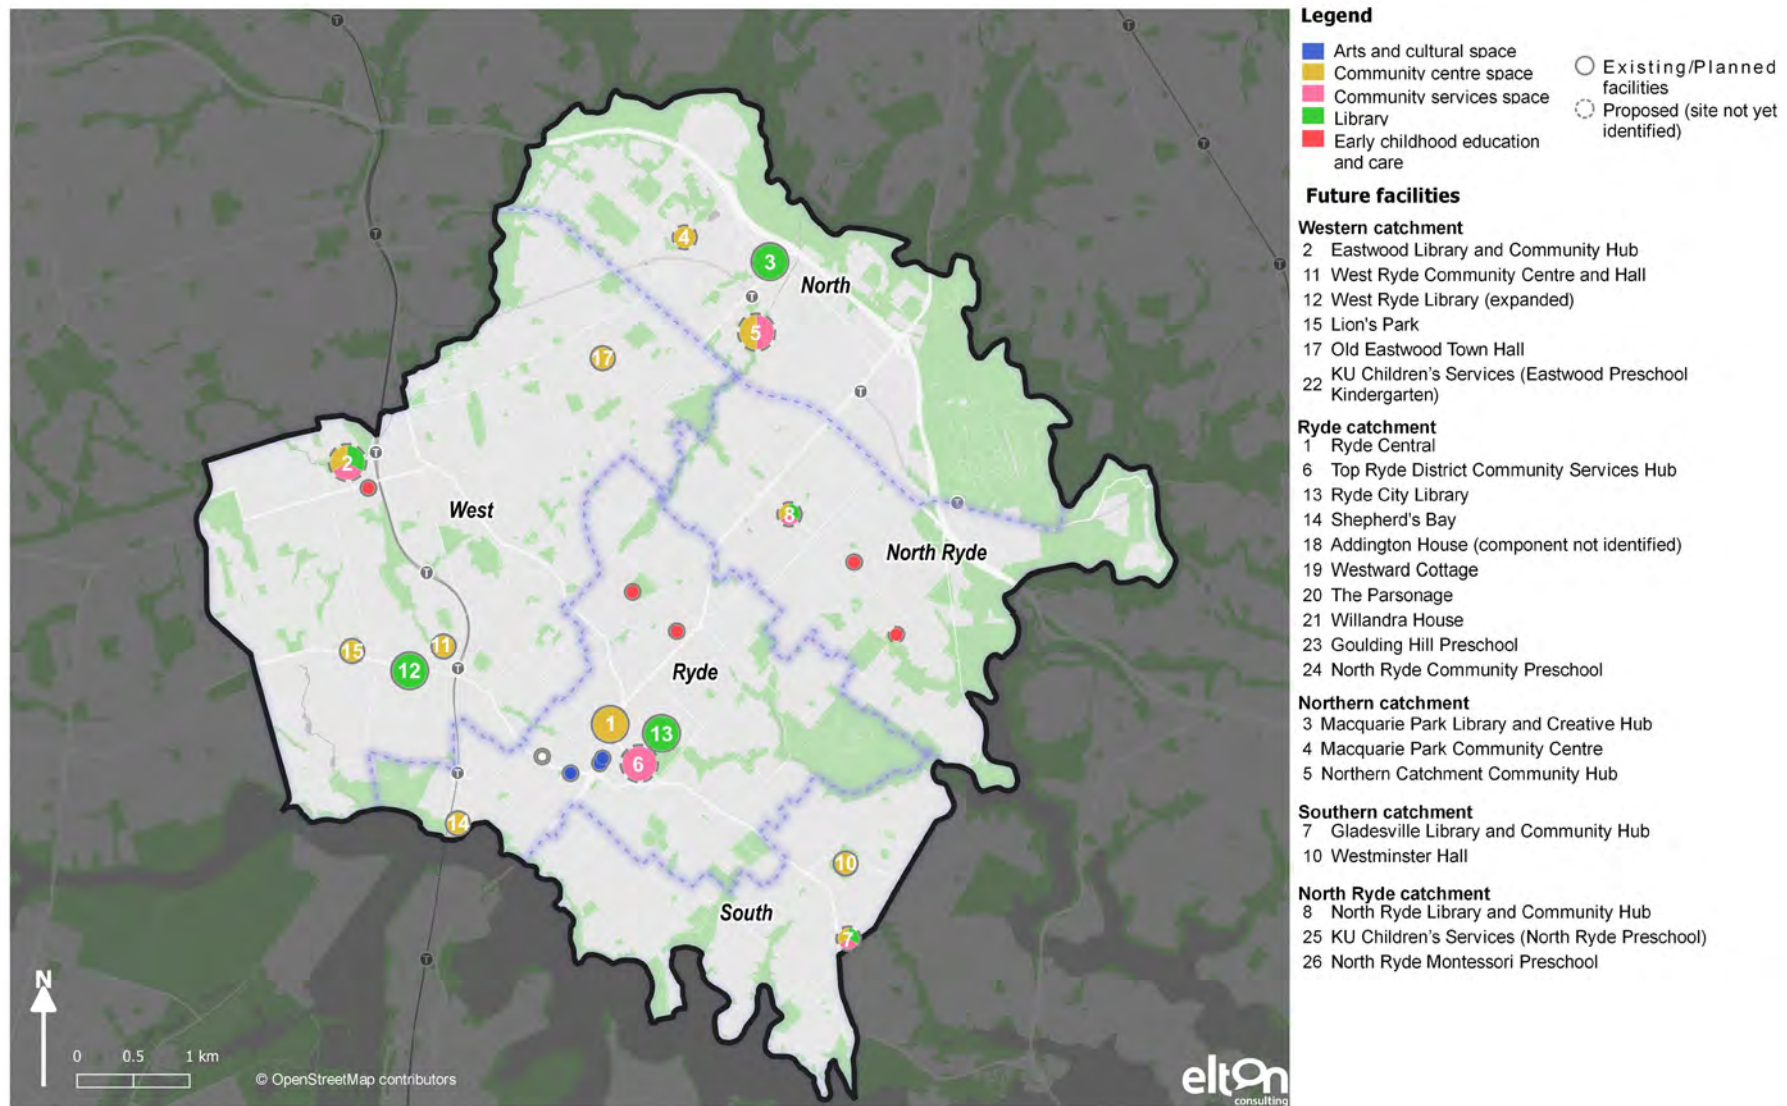 Legend
Arts and cultural space
Community centre space
Community services space
Library
Early childhood education
and care
Existing/Planned
facilities
Proposed (site not yet
identified)
Future facilities
Western catchment
2 Eastwood Library and Community Hub
11 West Ryde Community Centre and Hall
12 West Ryde Library (expanded)
15 Lion's Park
17 Old Eastwood Town Hall
22 KU Children's Services (Eastwood Preschool
Kindergarten)
Ryde catchment
1 Ryde Central
6 Top Ryde District Community Services Hub
13 Ryde City Library
14 Shepherd's Bay
18 Addington House (component not identified)
19 Westward Cottage
20 The Parsonage
21 Willandra House
23 Goulding Hill Preschool
24 North Ryde Community Preschool
Northern catchment
3 Macquarie Park Library and Creative Hub
4 Macquarie Park Community Centre
5 Northern Catchment Community Hub
Southern catchment
7 Gladesville Library and Community Hub
10 Westminster Hall
North Ryde catchment
8 North Ryde Library and Community Hub
25 KU Children's Services (North Ryde Preschool)
26 North Ryde Montessori Preschool
T
T
T
T
T
4
3
North
T
5
17
T
T
2
West
8
T
North Ryde
T
15
11
12
T
Ryde
1
13
6
T
14
10
South
7
T
N
0 0.5 1 km
© OpenStreetMap contributors
elton
consulting